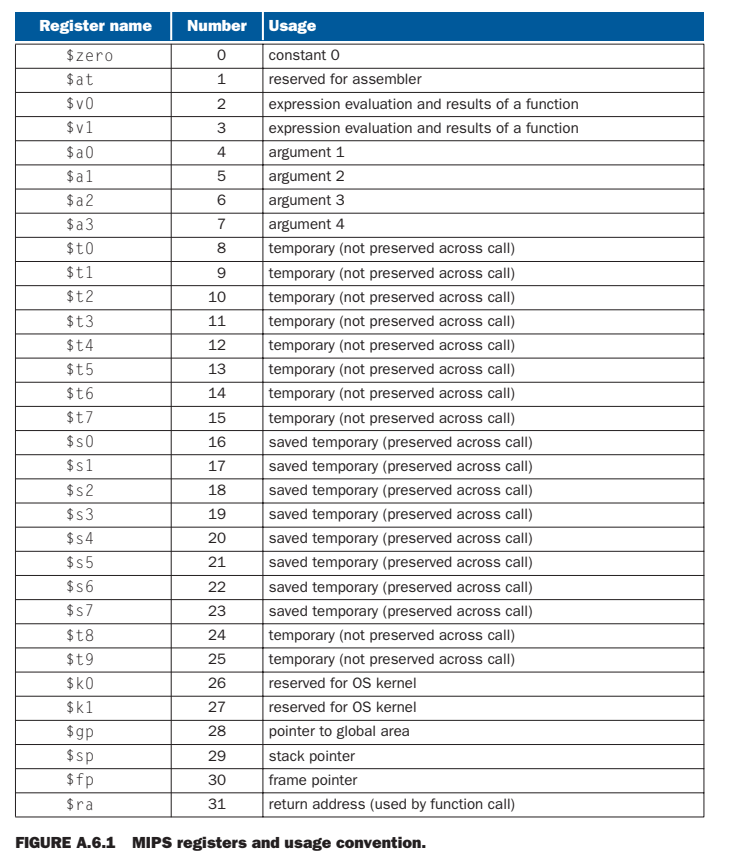 Register name Number Usage
$zero 0 constant 0
$at 1 reserved for assembler
$v0 2 expression evaluation and results of a function
$v1 3 expression evaluation and results of a function
$a0 4 argument 1
$a1 5 argument 2
$a2 6 argument 3
$a3 7 argument 4
$t0 8 temporary (not preserved across call)
$t1 9 temporary (not preserved across call)
$t2 10 temporary (not preserved across call)
$t3 11 temporary (not preserved across call)
$t4 12 temporary (not preserved across call)
$t5 13 temporary (not preserved across call)
$t6 14 temporary (not preserved across call)
$t7 15 temporary (not preserved across call)
$s0 16 saved temporary (preserved across call)
$s1 17 saved temporary (preserved across call)
$s2 18 saved temporary (preserved across call)
$s3 19 saved temporary (preserved across call)
$s4 20 saved temporary (preserved across call)
$s5 21 saved temporary (preserved across call)
$s6 22 saved temporary (preserved across call)
$s7 23 saved temporary (preserved across call)
$t8 24 temporary (not preserved across call)
$t9 25 temporary (not preserved across call)
$k0 26 reserved for OS kernel
$k1 27 reserved for OS kernel
$gp 28 pointer to global area
$sp 29 stack pointer
$fp 30 frame pointer
$ra 31 return address (used by function call)
FIGURE A.6.1 MIPS registers and usage convention.